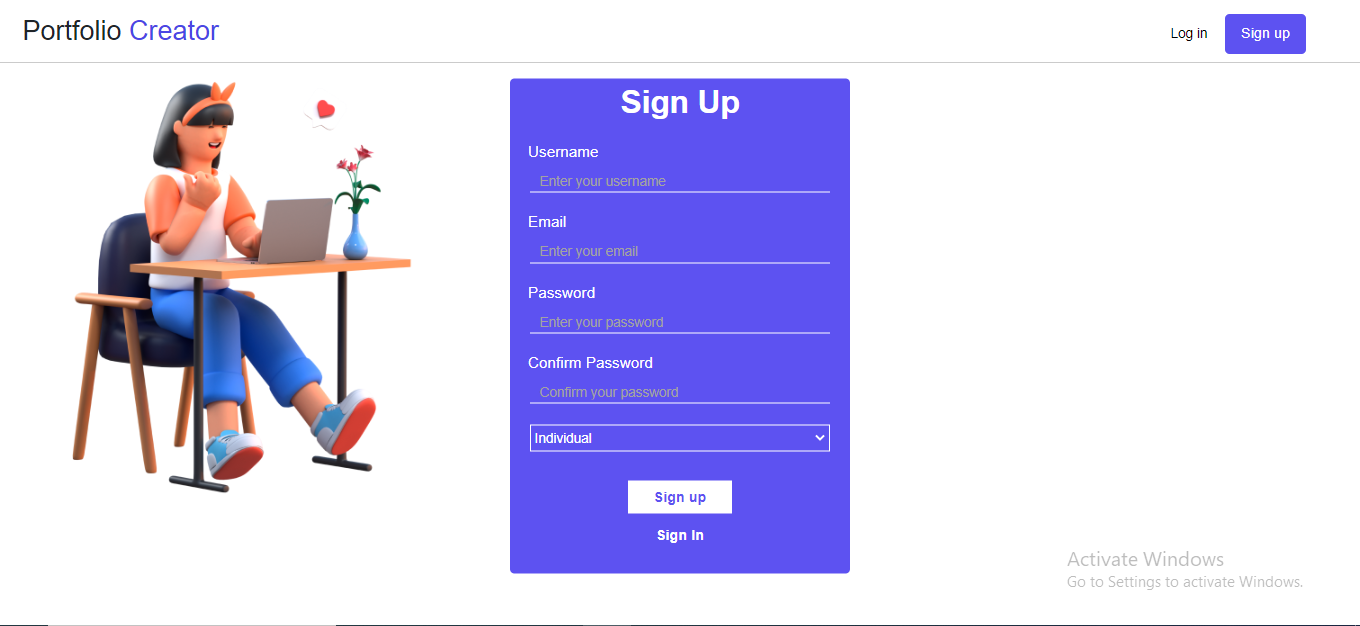 Portfolio Creator
Log in
Sign up
Sign Up
Username
Enter your username
Email
Enter your email
Password
Enter your password
Confirm Password
Confirm your password
Individual
Sign up
Sign In
Activate Windows
Go to Settings to activate Windows.